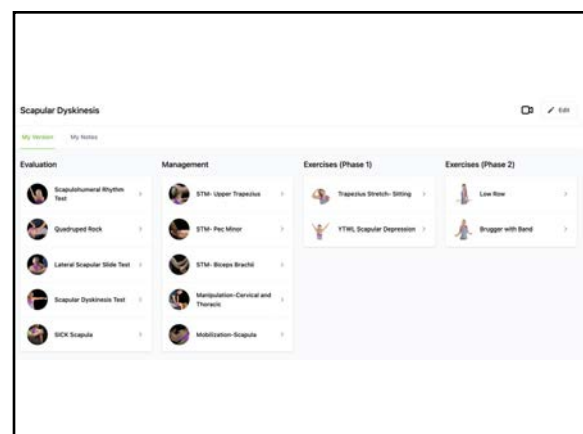 Scapular Dyskinesis
Edit
My Version
My Notes
Evaluation
Scapulohumeral Rhythm
Test
Quadruped Rock
Lateral Scapular Slide Test
Scapular Dyskinesis Test
SICK Scapula
Management
STM- Upper Trapezius
STM- Pec Minor
STM- Biceps Brachii
Manipulation-Cervical and
Thoracic
Mobilization-Scapula
Exercises (Phase 1)
Trapezius Stretch- Sitting
YTWL Scapular Depression
Exercises (Phase 2)
Low Row
Brugger with Band